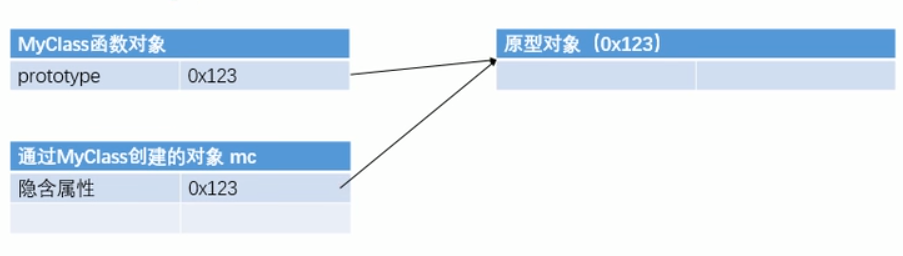 MyClass函数对象
prototype 0x123
原型对象（0x123）
通过MyClass创建的对象 mc
隐含属性 0x123